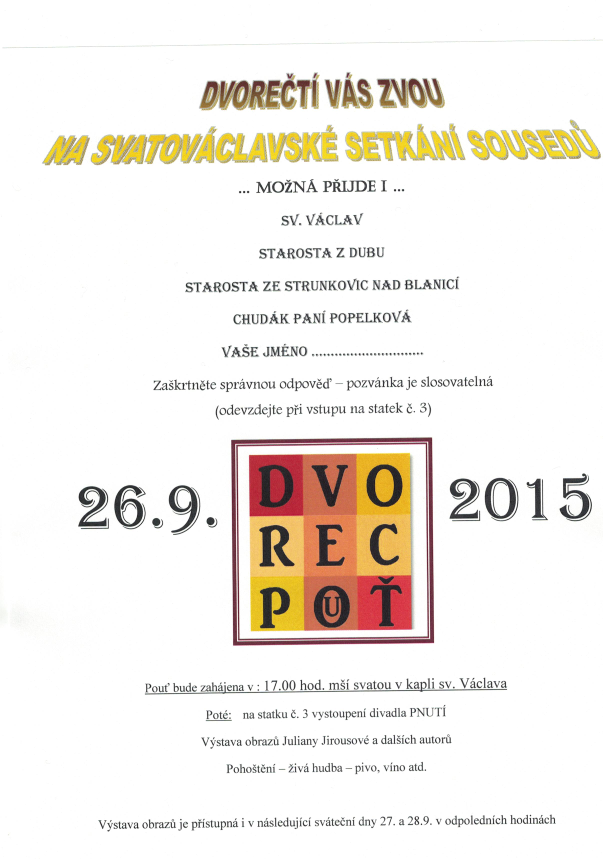 DVOREČTÍ VÁS ZVOU
NA SVATOVÁCLAVSKÉ SETKÁNÍ SOUSEDŮ
... MOŽNÁ PŘIJDE I ...
SV. VÁCLAV
STAROSTA Z DUBU
STAROSTA ZE STRUNKOVIC NAD BLANICÍ
CHUDÁK PANÍ POPELKOVÁ
VAŠE JMÉNO .............................
Zaškrtněte správnou odpověď – pozvánka je slosovatelná
(odevzdejte při vstupu na statek č. 3)
26.9. 2015
DVO
REC
POUŤ
Pouť bude zahájena v : 17.00 hod. mší svatou v kapli sv. Václava
Poté: na statku č. 3 vystoupení divadla PNUTÍ
Výstava obrazů Juliany Jirousové a dalších autorů
Pohoštění – živá hudba – pivo, víno atd.
Výstava obrazů je přístupná i v následující sváteční dny 27. a 28.9. v odpoledních hodinách